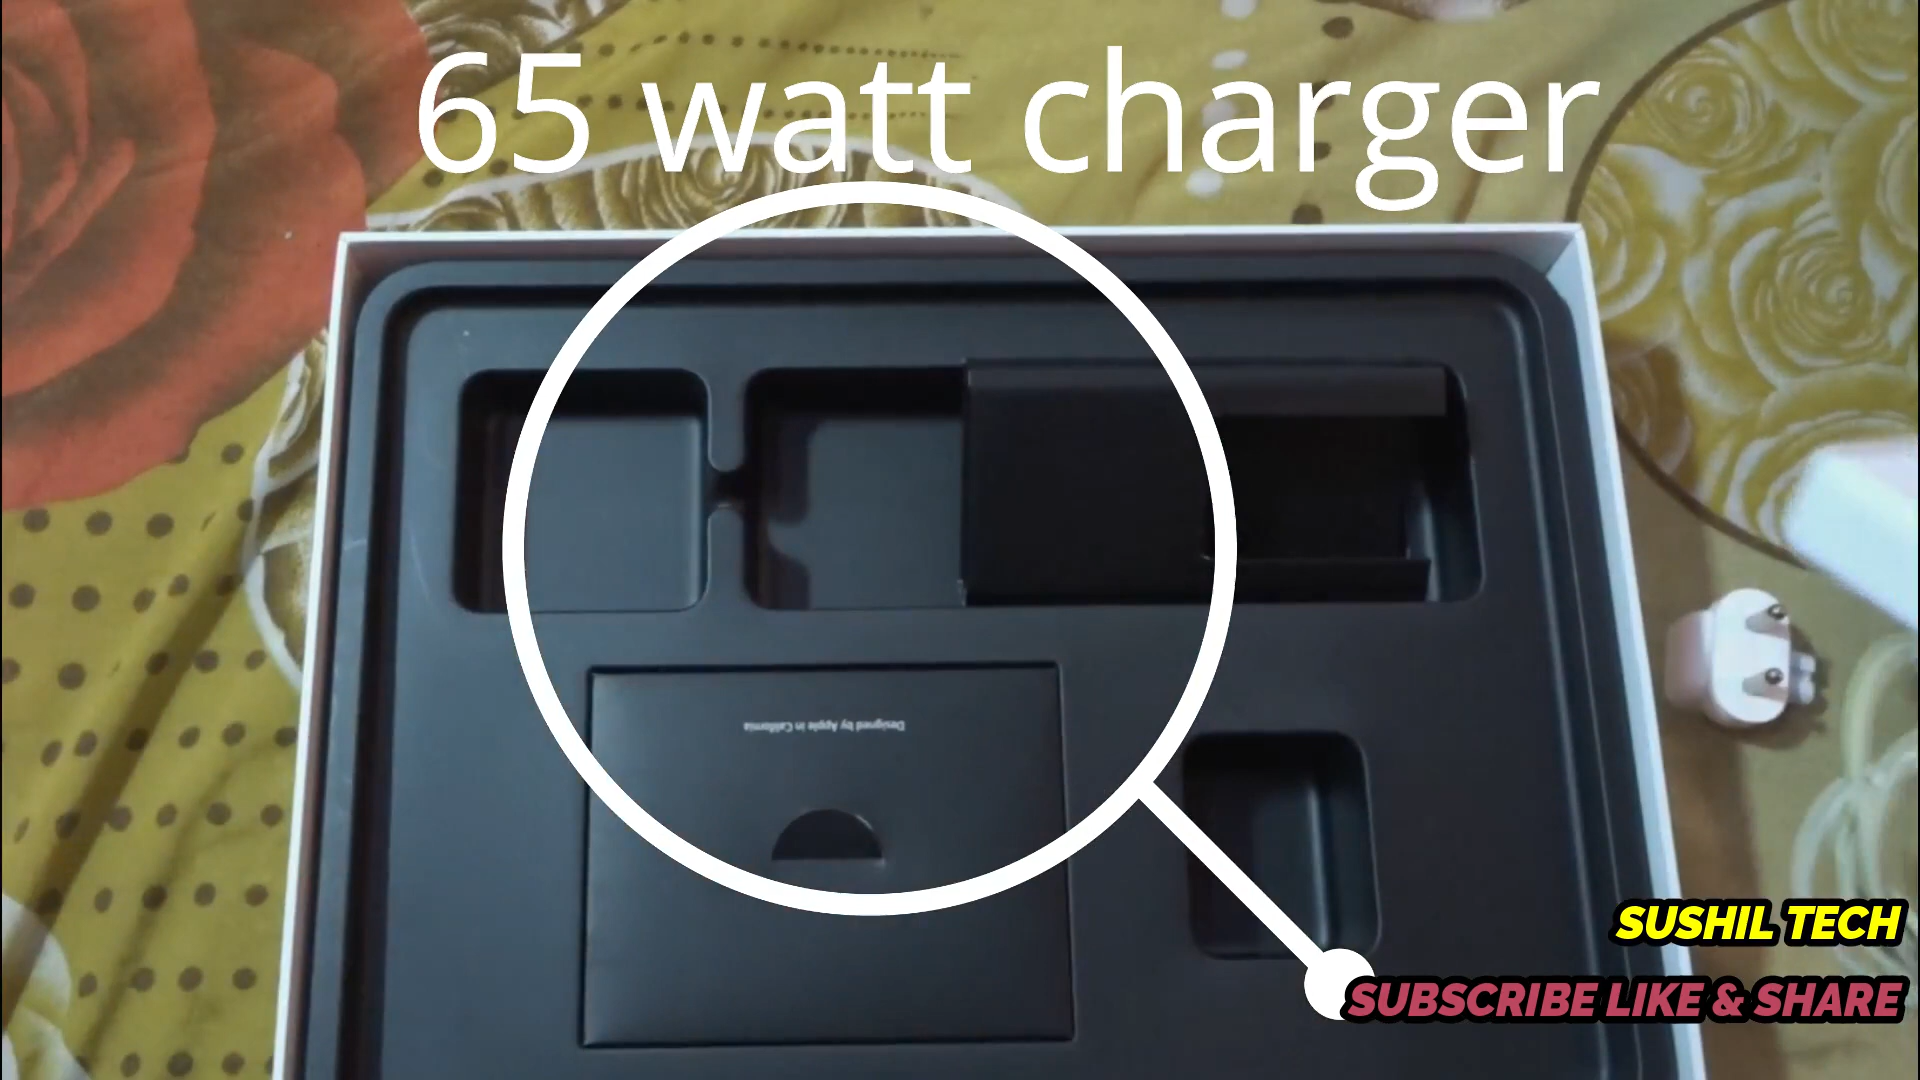 65 watt charger
Designed by Apple in California
SUSHIL TECH
SUBSCRIBE LIKE & SHARE